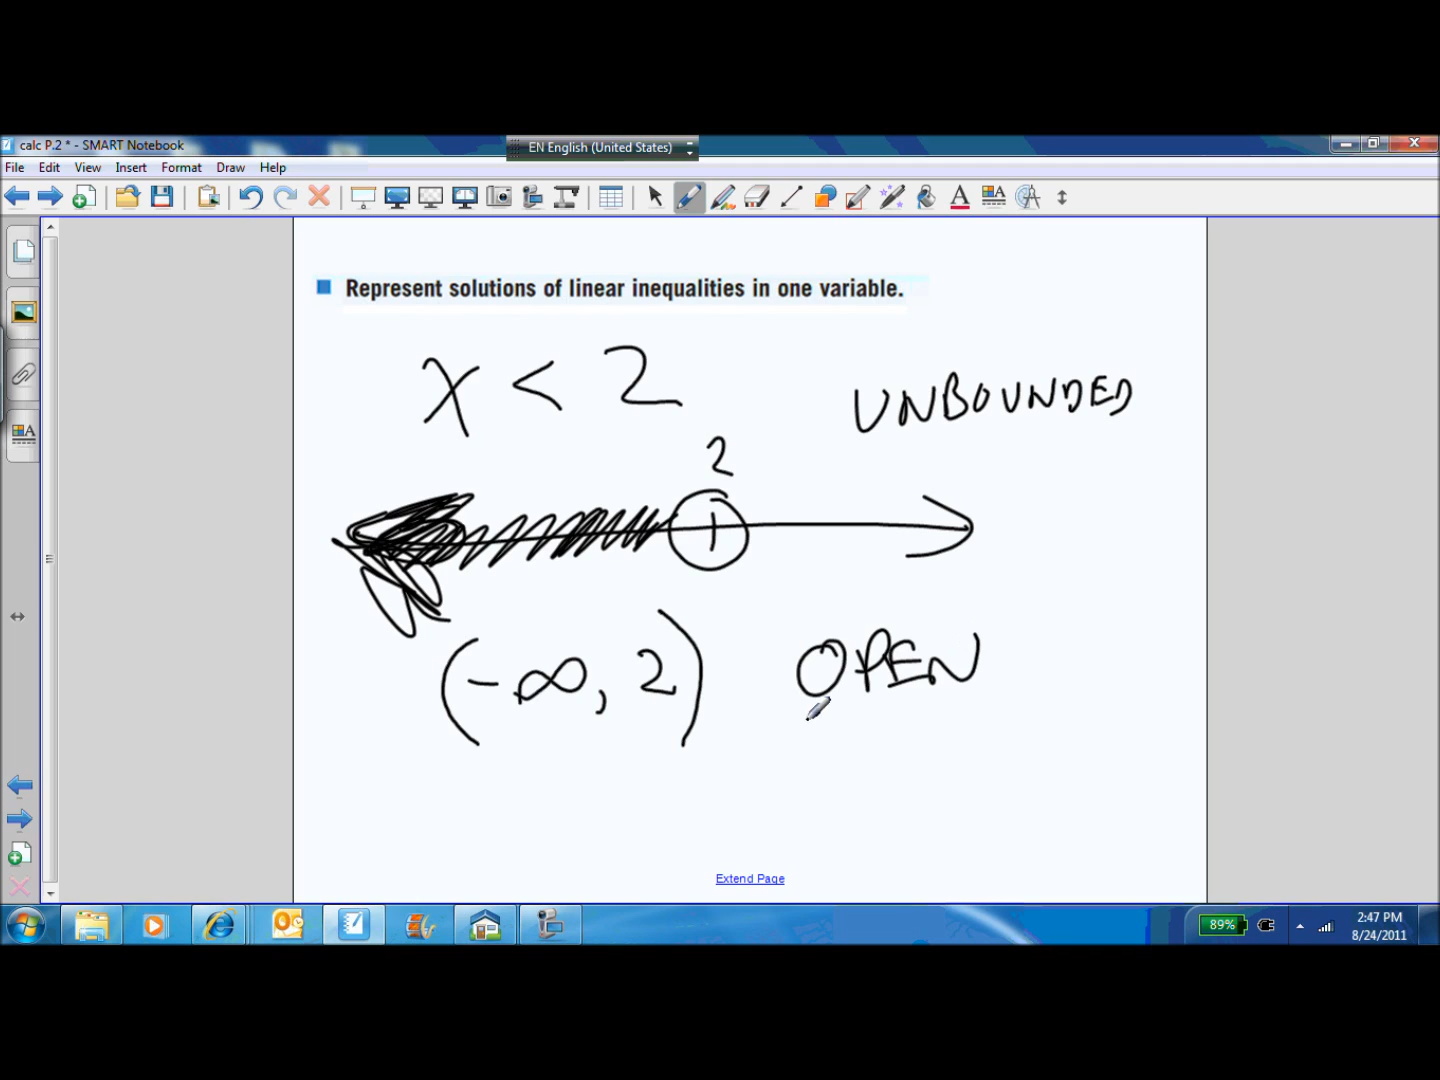 calc P.2 * - SMART Notebook
EN English (United States)
File Edit View Insert Format Draw Help
Represent solutions of linear inequalities in one variable.
x < 2
UNBOUNDED
2
(-∞, 2) OPEN
Extend Page
89%
2:47 PM
8/24/2011